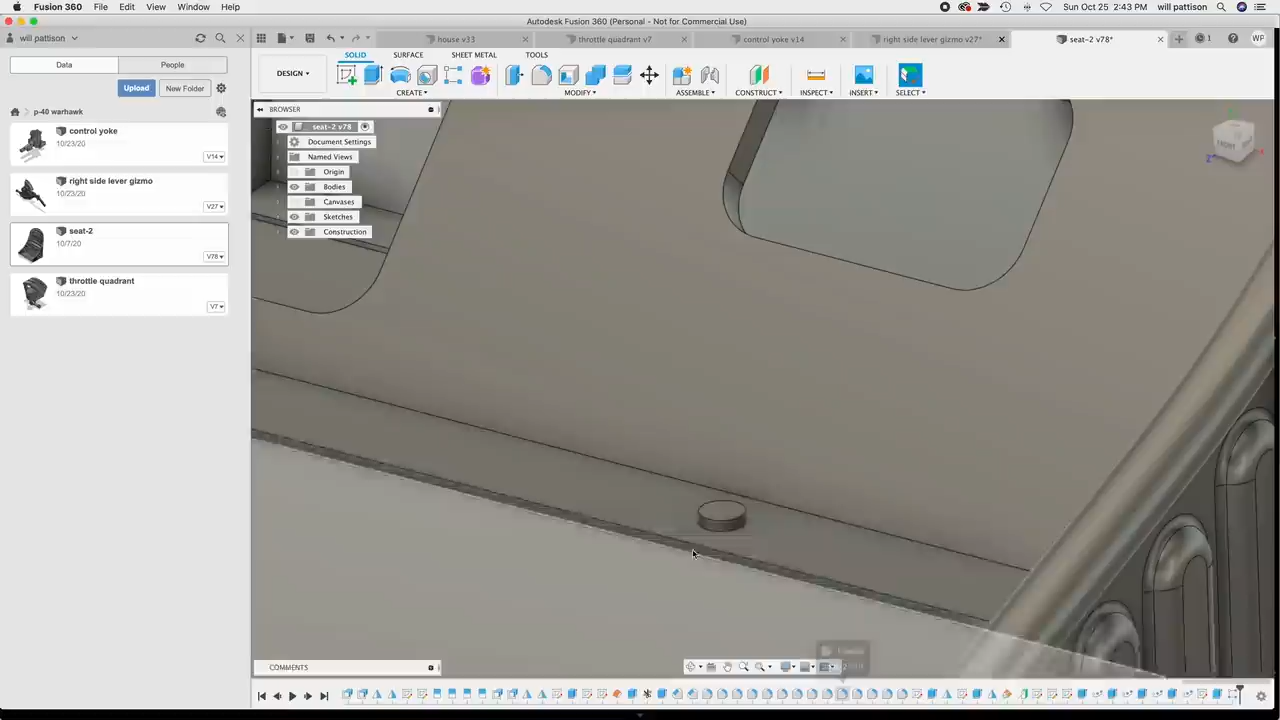 Fusion 360 File Edit View Window Help
Sun Oct 25 2:43 PM will pattison
Autodesk Fusion 360 (Personal - Not for Commercial Use)
will pattison
house v33
throttle quadrant v7
control yoke v14
right side lever gizmo v27*
seat-2 v78*
1
WP
Data
People
SOLID
SURFACE
SHEET METAL
TOOLS
DESIGN
CREATE
MODIFY
ASSEMBLE
CONSTRUCT
INSPECT
INSERT
SELECT
Upload
New Folder
p-40 warhawk
control yoke
10/23/20
V14
right side lever gizmo
10/23/20
V27
seat-2
10/7/20
V78
throttle quadrant
10/23/20
V7
BROWSER
seat-2 v78
Document Settings
Named Views
Origin
Bodies
Canvases
Sketches
Construction
FRONT
Z
COMMENTS